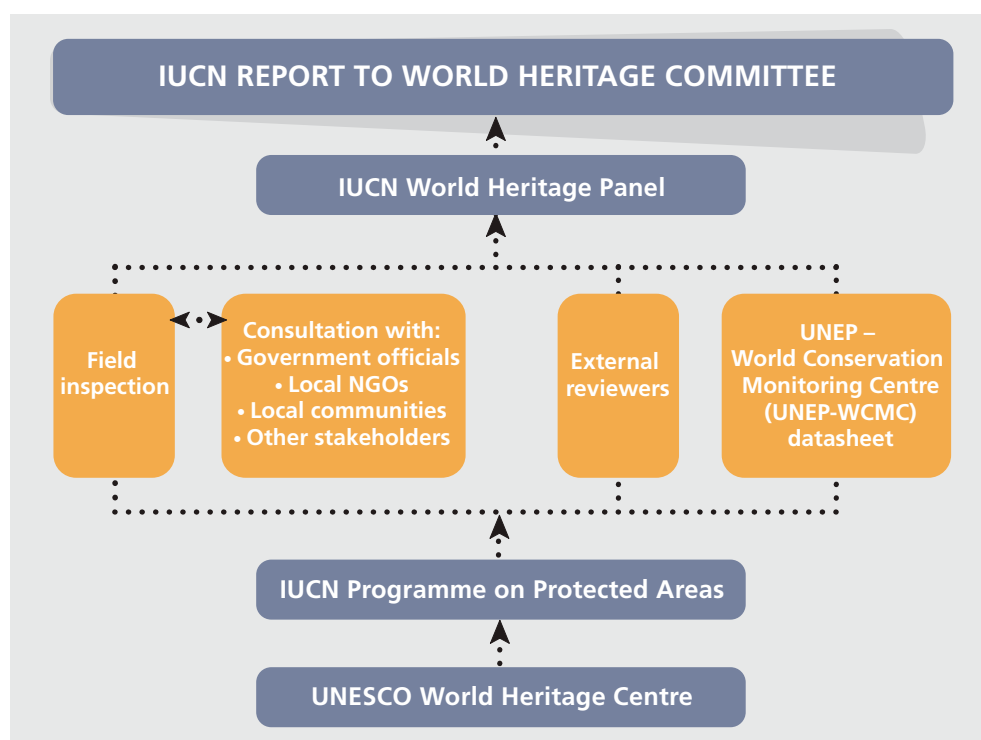 IUCN REPORT TO WORLD HERITAGE COMMITTEE
IUCN World Heritage Panel
Field
inspection
Consultation with:
• Government officials
• Local NGOs
• Local communities
• Other stakeholders
External
reviewers
UNEP –
World Conservation
Monitoring Centre
(UNEP-WCMC)
datasheet
IUCN Programme on Protected Areas
UNESCO World Heritage Centre